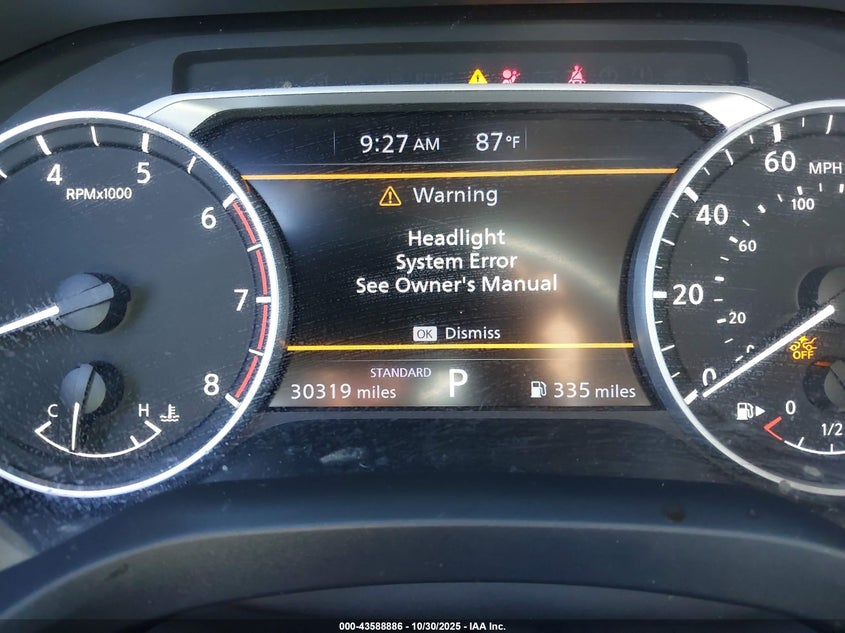 9:27 AM 87°F
Warning
Headlight
System Error
See Owner's Manual
OK Dismiss
STANDARD
30319 miles P 335 miles
4 5 6 7 8
RPMx1000
C H
60 MPH
40 100
60
20
20
0 0
OFF
0
1/2
000-43588886 - 10/30/2025 - IAA Inc.